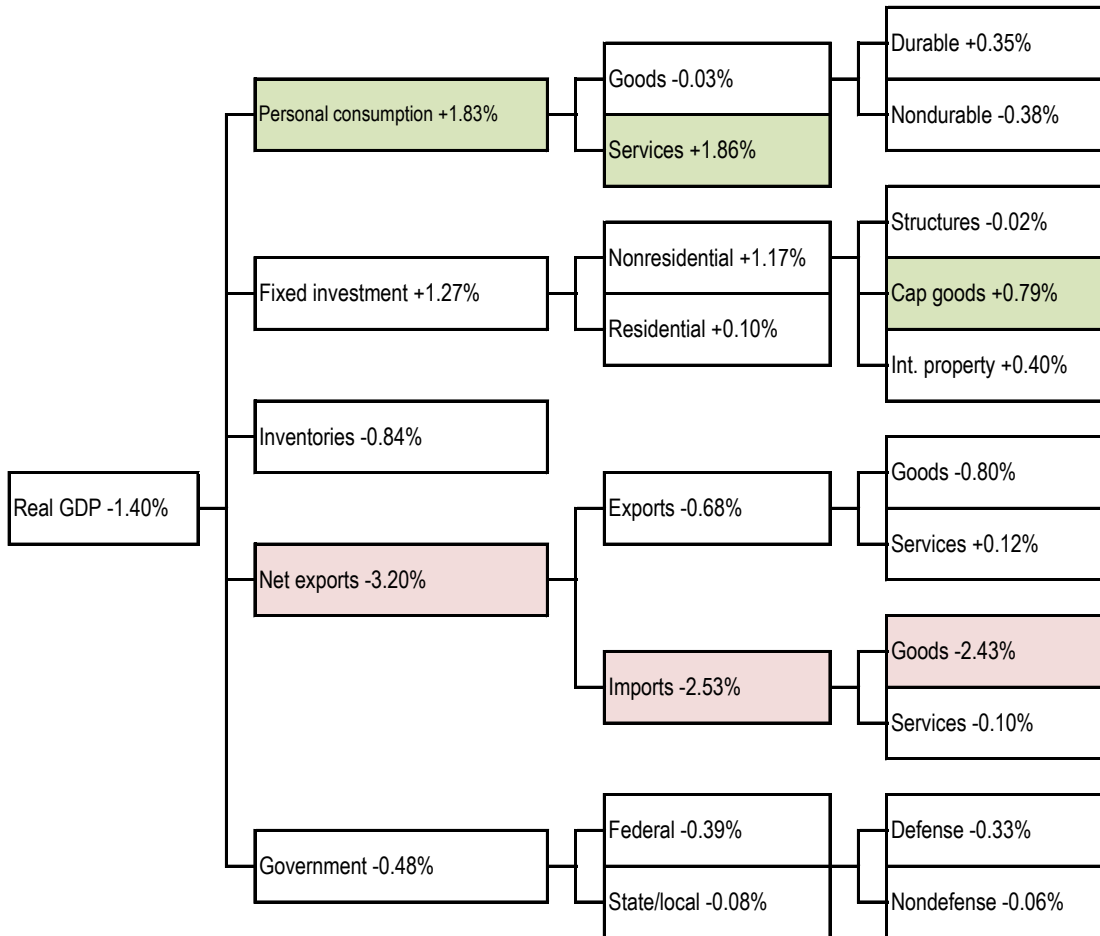 Real GDP -1.40%
Personal consumption +1.83%
Goods -0.03%
Services +1.86%
Durable +0.35%
Nondurable -0.38%
Fixed investment +1.27%
Nonresidential +1.17%
Residential +0.10%
Structures -0.02%
Cap goods +0.79%
Int. property +0.40%
Inventories -0.84%
Net exports -3.20%
Exports -0.68%
Goods -0.80%
Services +0.12%
Imports -2.53%
Goods -2.43%
Services -0.10%
Government -0.48%
Federal -0.39%
State/local -0.08%
Defense -0.33%
Nondefense -0.06%